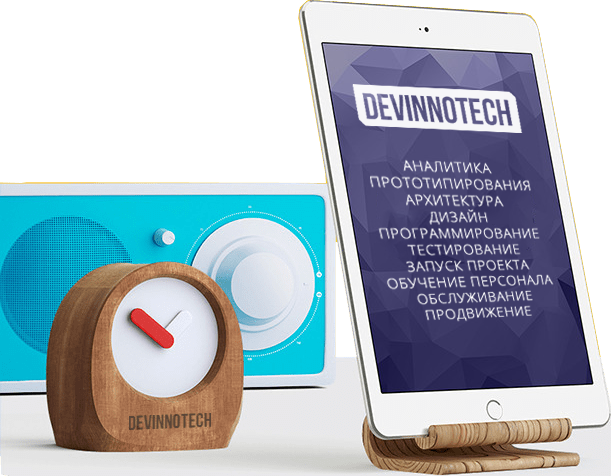 DEVINNOTECH
АНАЛИТИКА
ПРОТОТИПИРОВАНИЯ
АРХИТЕКТУРА
ДИЗАЙН
ПРОГРАММИРОВАНИЕ
ТЕСТИРОВАНИЕ
ЗАПУСК ПРОЕКТА
ОБУЧЕНИЕ ПЕРСОНАЛА
ОБСЛУЖИВАНИЕ
ПРОДВИЖЕНИЕ
DEVINNOTECH